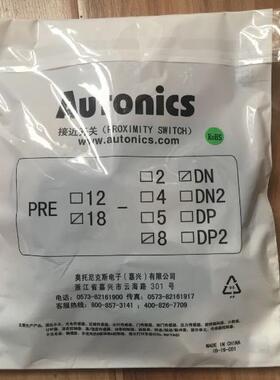 Autonics
接近开关 (PROXIMITY SWITCH)
www.autonics.com
RoHS
PRE
12
18
-
2
4
5
8
DN
DN2
DP
DP2
奥托尼克斯电子(嘉兴)有限公司
浙江省嘉兴市云海路 301 号
电话:0573-82161900 传真:0573-82161917
客服热线: 800-857-3141 , 400-826-7709
MADE IN CHINA